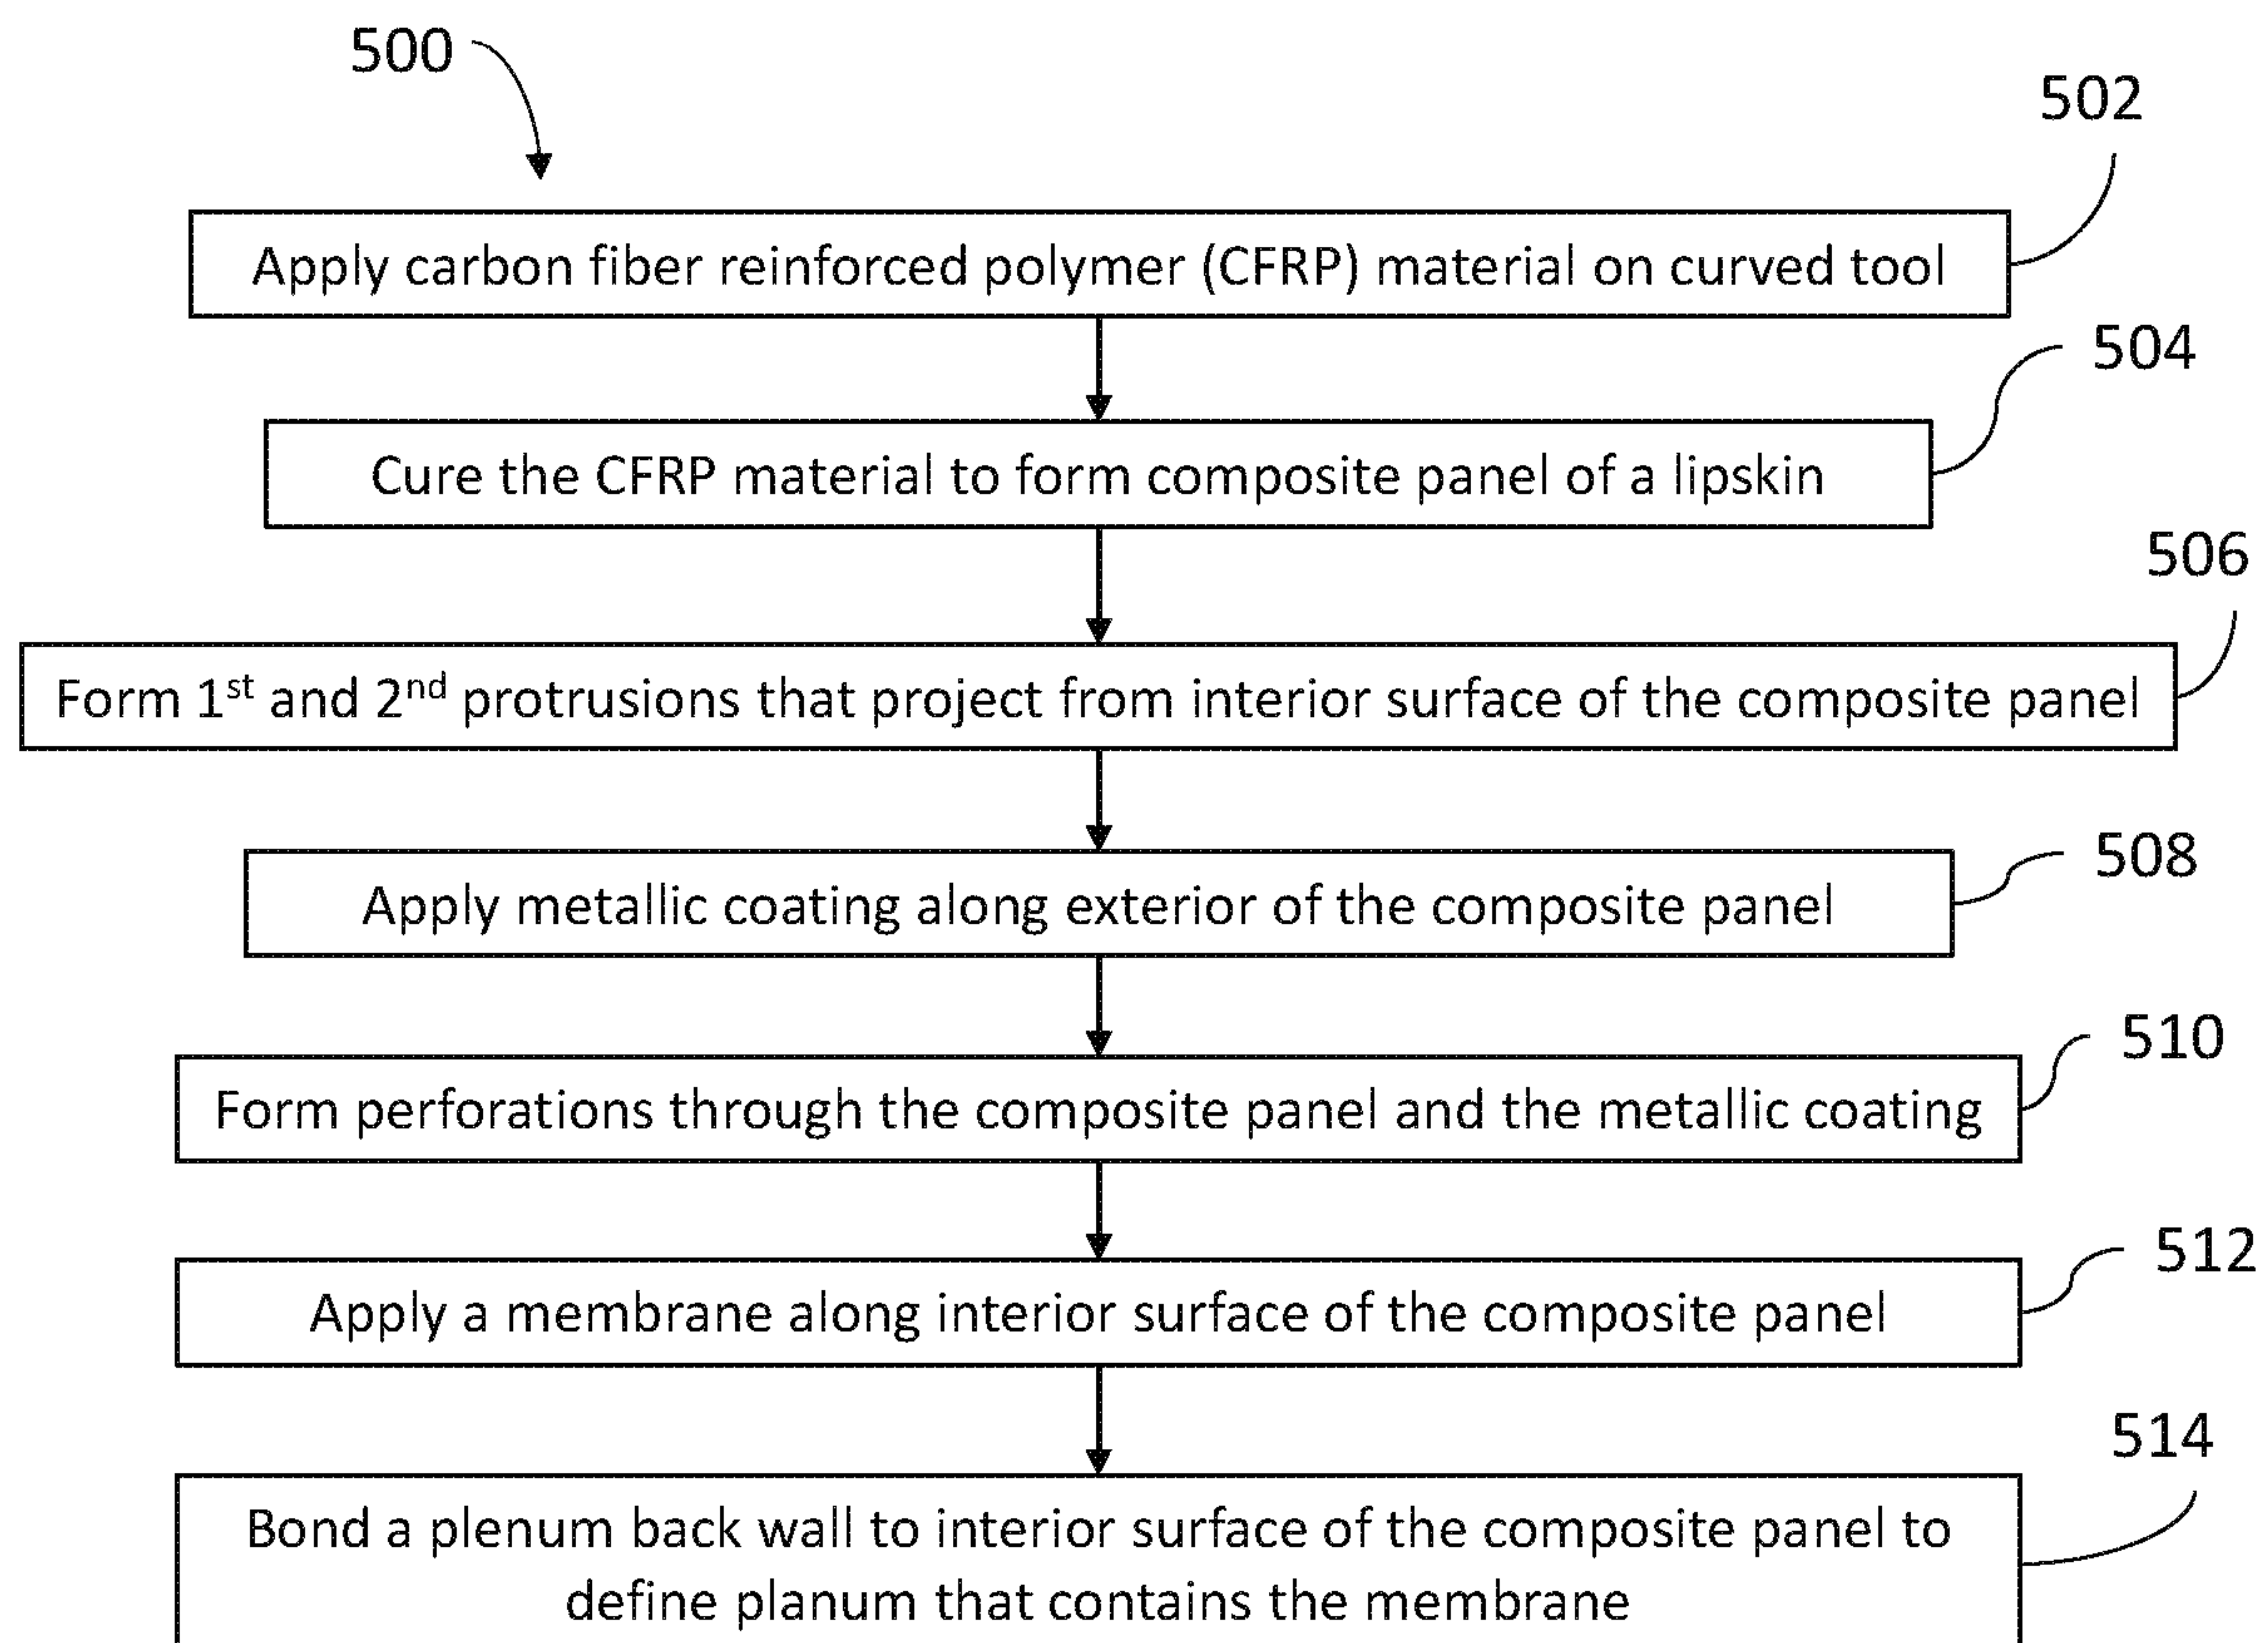 500
502
Apply carbon fiber reinforced polymer (CFRP) material on curved tool
504
Cure the CFRP material to form composite panel of a lipskin
506
Form 1st and 2nd protrusions that project from interior surface of the composite panel
508
Apply metallic coating along exterior of the composite panel
510
Form perforations through the composite panel and the metallic coating
512
Apply a membrane along interior surface of the composite panel
514
Bond a plenum back wall to interior surface of the composite panel to
define planum that contains the membrane